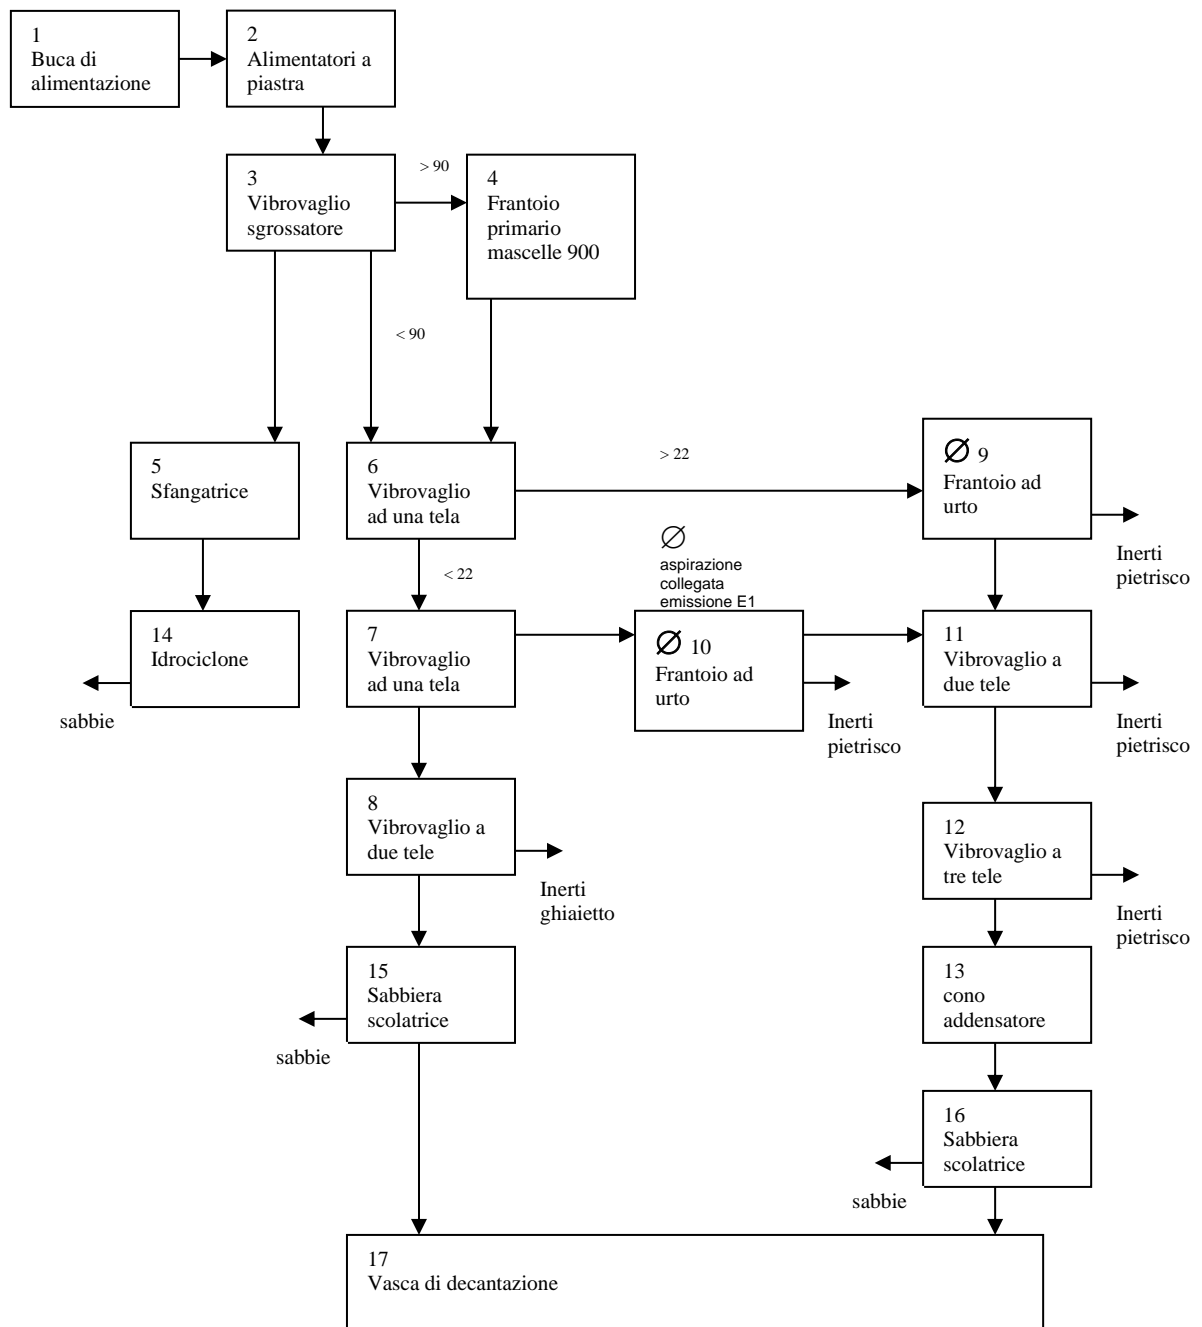 1
Buca di
alimentazione
2
Alimentatori a
piastra
3
Vibrovaglio
sgrossatore
> 90
4
Frantoio
primario
mascelle 900
< 90
5
Sfangatrice
6
Vibrovaglio
ad una tela
> 22
∅ 9
Frantoio ad
urto
Inerti
pietrisco
< 22
∅
aspirazione
collegata
emissione E1
14
Idrociclone
sabbie
7
Vibrovaglio
ad una tela
∅ 10
Frantoio ad
urto
Inerti
pietrisco
11
Vibrovaglio a
due tele
Inerti
pietrisco
8
Vibrovaglio a
due tele
Inerti
ghiaietto
12
Vibrovaglio a
tre tele
Inerti
pietrisco
15
Sabbiera
scolatrice
sabbie
13
cono
addensatore
16
Sabbiera
scolatrice
sabbie
17
Vasca di decantazione